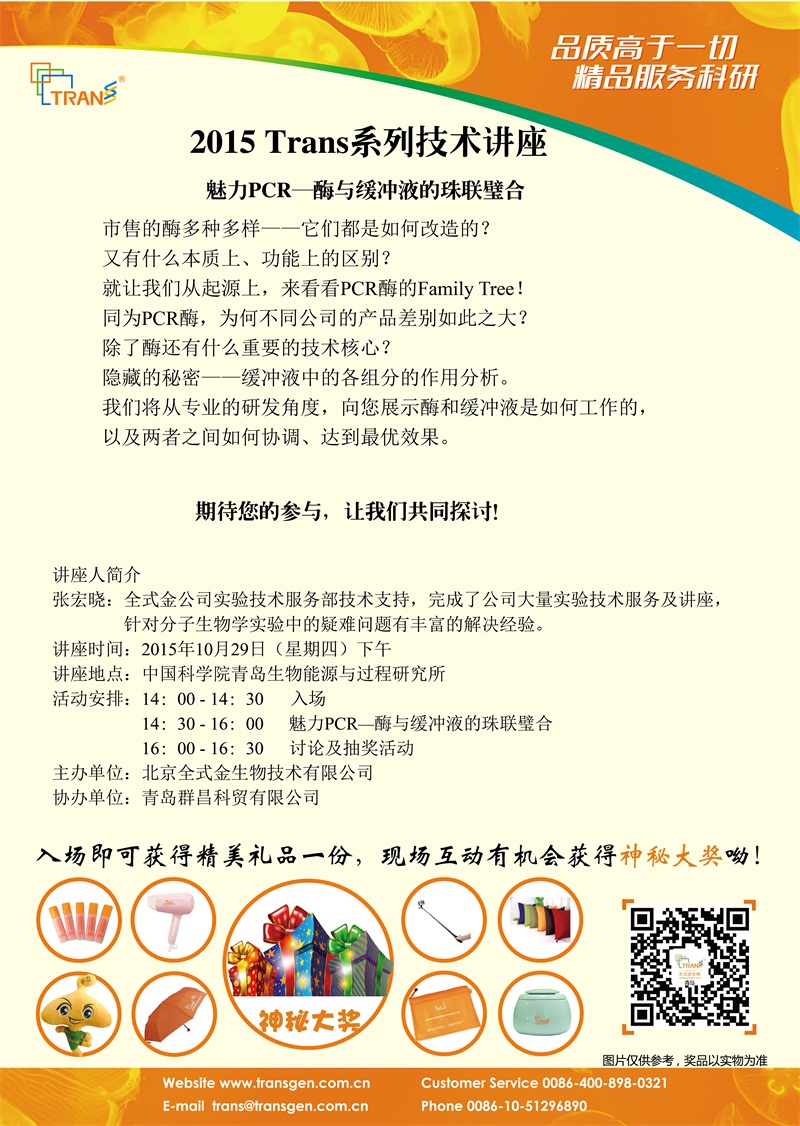 品质高于一切
精品服务科研
TRANS®
2015 Trans系列技术讲座
魅力PCR—酶与缓冲液的珠联璧合
市售的酶多种多样——它们都是如何改造的？
又有什么本质上、功能上的区别？
就让我们从起源上，来看看PCR酶的Family Tree！
同为PCR酶，为何不同公司的产品差别如此之大？
除了酶还有什么重要的技术核心？
隐藏的秘密——缓冲液中的各组分的作用分析。
我们将从专业的研发角度，向您展示酶和缓冲液是如何工作的，
以及两者之间如何协调、达到最优效果。
期待您的参与，让我们共同探讨!
讲座人简介
张宏晓：全式金公司实验技术服务部技术支持，完成了公司大量实验技术服务及讲座，
针对分子生物学实验中的疑难问题有丰富的解决经验。
讲座时间：2015年10月29日（星期四）下午
讲座地点：中国科学院青岛生物能源与过程研究所
活动安排：14：00 - 14：30 入场
14：30 - 16：00 魅力PCR—酶与缓冲液的珠联璧合
16：00 - 16：30 讨论及抽奖活动
主办单位：北京全式金生物技术有限公司
协办单位：青岛群昌科贸有限公司
入场即可获得精美礼品一份，现场互动有机会获得神秘大奖呦！
神秘大奖
TRANS
图片仅供参考，奖品以实物为准
Website www.transgen.com.cn Customer Service 0086-400-898-0321
E-mail trans@transgen.com.cn Phone 0086-10-51296890